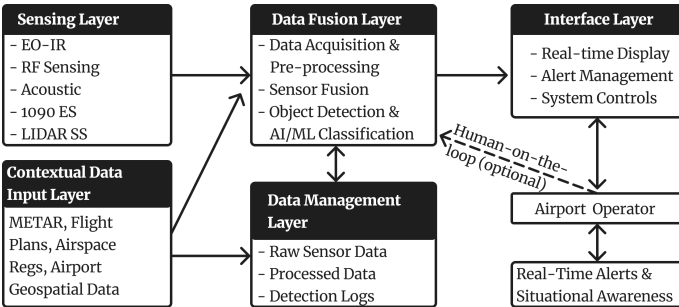 Sensing Layer
- EO-IR
- RF Sensing
- Acoustic
- 1090 ES
- LIDAR SS
Contextual Data
Input Layer
METAR, Flight
Plans, Airspace
Regs, Airport
Geospatial Data
Data Fusion Layer
- Data Acquisition &
Pre-processing
- Sensor Fusion
- Object Detection &
AI/ML Classification
Data Management
Layer
- Raw Sensor Data
- Processed Data
- Detection Logs
Interface Layer
- Real-time Display
- Alert Management
- System Controls
Human-on-the-
loop (optional)
Airport Operator
Real-Time Alerts &
Situational Awareness